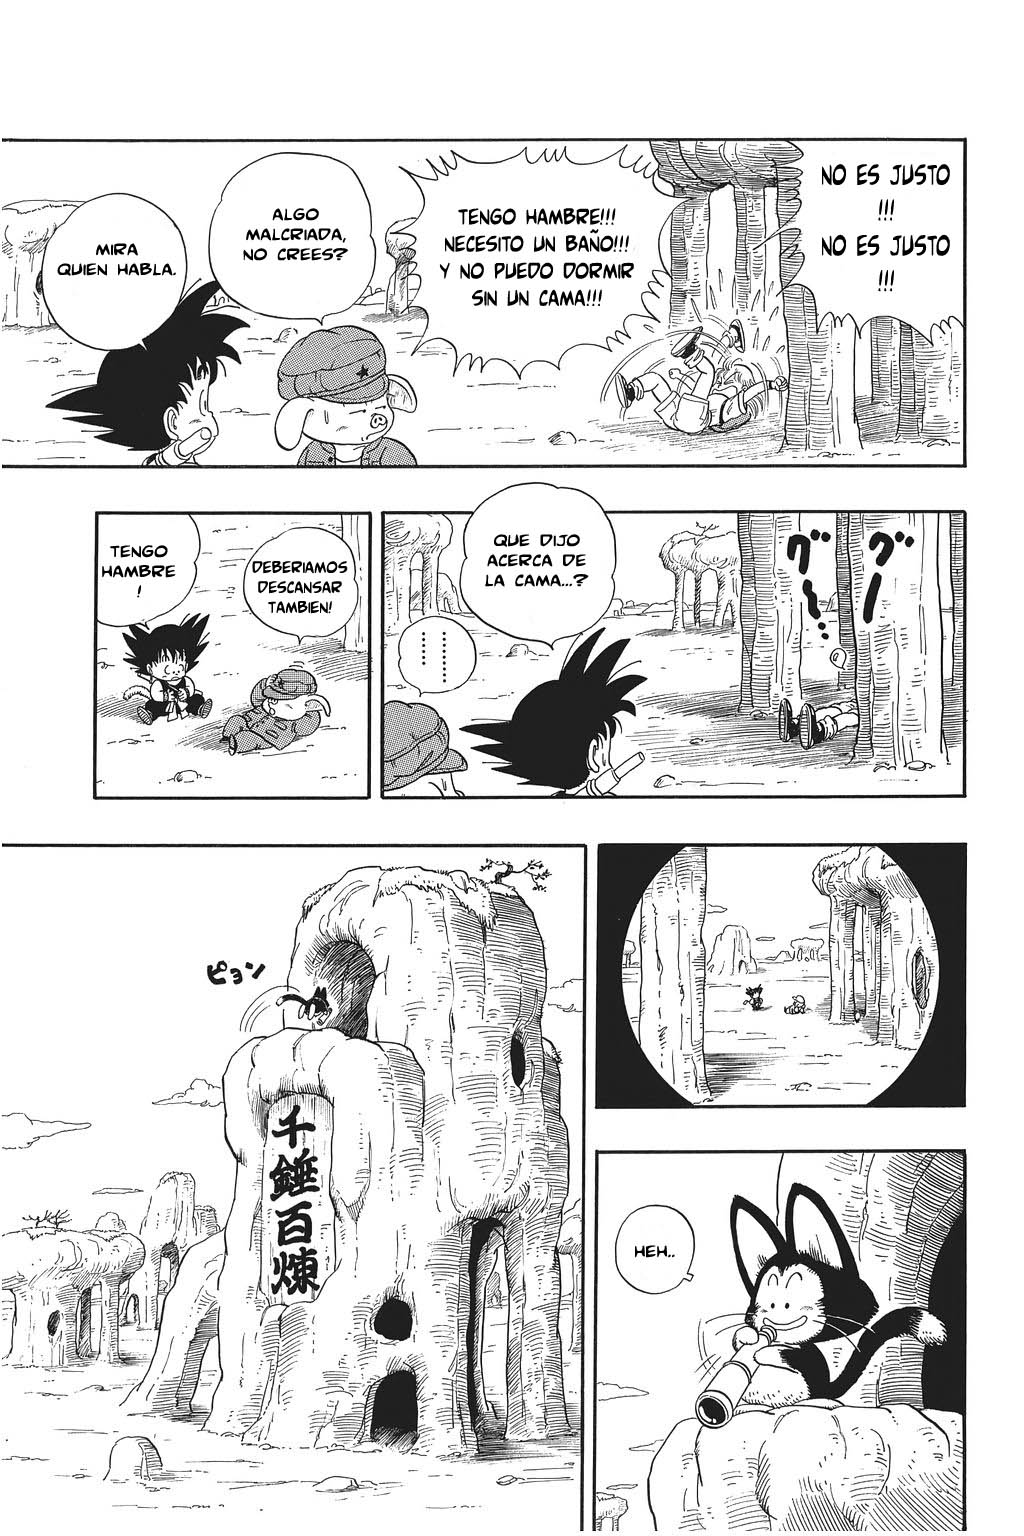 NO ES JUSTO
!!!
NO ES JUSTO
!!!
TENGO HAMBRE!!!
NECESITO UN BAÑO!!!
Y NO PUEDO DORMIR
SIN UN CAMA!!!
ALGO
MALCRIADA,
NO CREES?
MIRA
QUIEN HABLA.
グー
グー…
QUE DIJO
ACERCA DE
LA CAMA...?
......
......
DEBERIAMOS
DESCANSAR
TAMBIEN!
TENGO
HAMBRE
!
HEH..
ピョン
千錘百煉